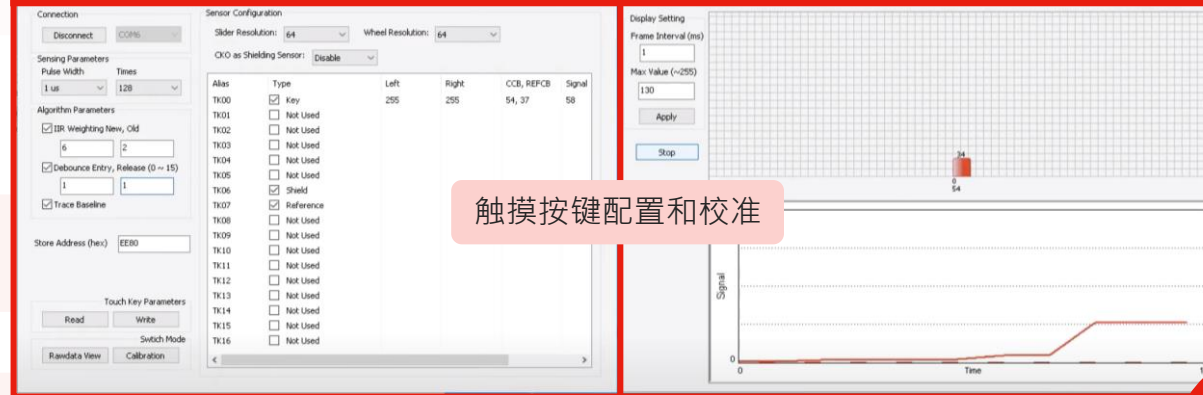 Connection
Disconnect
COM6
Sensing Parameters
Pulse Width Times
1 us 128
Algorithm Parameters
IIR Weighting New, Old
6 2
Debounce Entry, Release (0 ~ 15)
1 1
Trace Baseline
Store Address (hex) EE80
Touch Key Parameters
Read Write
Swtich Mode
Rawdata View Calibration
Sensor Configuration
Slider Resolution: 64 Wheel Resolution: 64
CKO as Shielding Sensor: Disable
Alias Type Left Right CCB, REFCB Signal
TK00 Key 255 255 54, 37 58
TK01 Not Used
TK02 Not Used
TK03 Not Used
TK04 Not Used
TK05 Not Used
TK06 Shield
TK07 Reference
TK08 Not Used
TK09 Not Used
TK10 Not Used
TK11 Not Used
TK12 Not Used
TK13 Not Used
TK14 Not Used
TK15 Not Used
TK16 Not Used
触摸按键配置和校准
Display Setting
Frame Interval (ms)
1
Max Value (~255)
130
Apply
Stop
34
0
54
Signal
0
0 Time 1